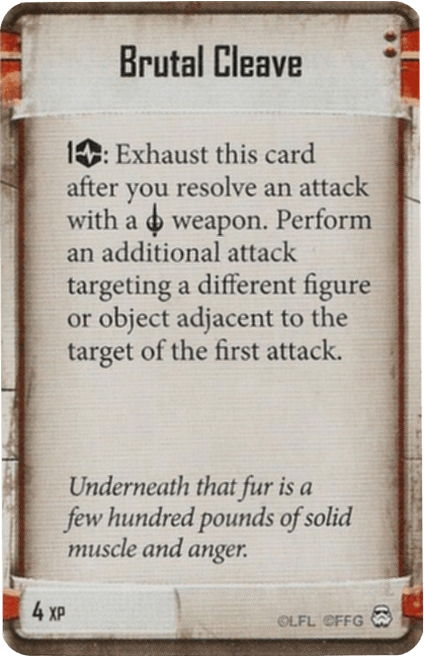 Brutal Cleave
1: Exhaust this card
after you resolve an attack
with a weapon. Perform
an additional attack
targeting a different figure
or object adjacent to the
target of the first attack.
Underneath that fur is a
few hundred pounds of solid
muscle and anger.
4 XP
©LFL ©FFG